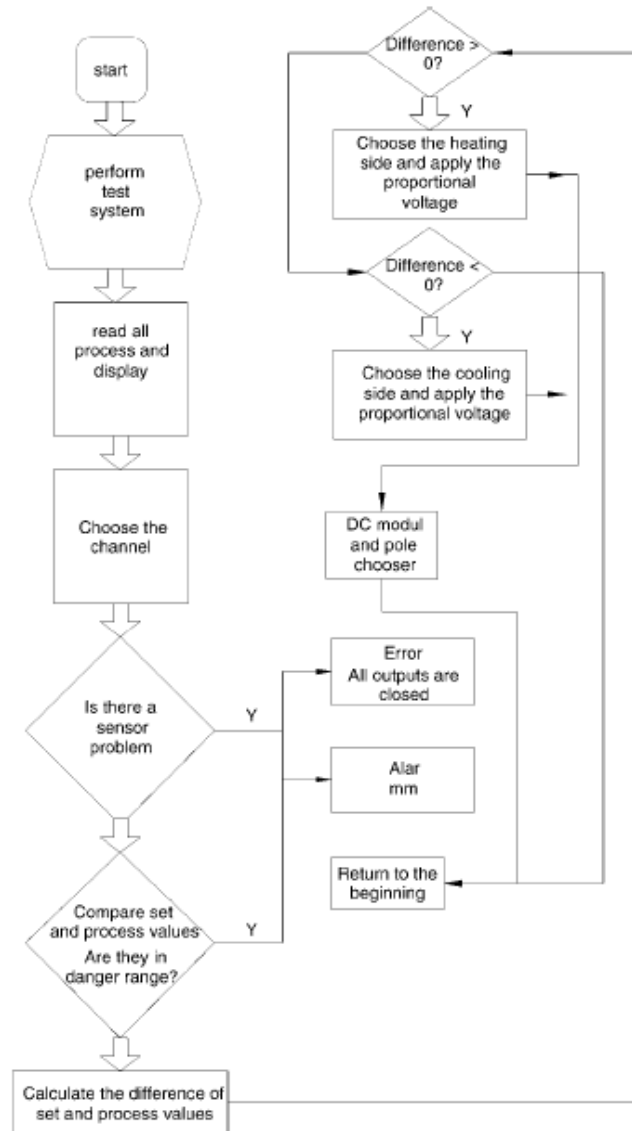 start
perform
test
system
read all
process and
display
Choose the
channel
Is there a
sensor
problem
Y
Compare set
and process values
Are they in
danger range?
Y
Calculate the difference of
set and process values
Difference >
0?
Y
Choose the heating
side and apply the
proportional
voltage
Difference <
0?
Y
Choose the cooling
side and apply the
proportional voltage
DC modul
and pole
chooser
Error
All outputs are
closed
Alar
mm
Return to the
beginning